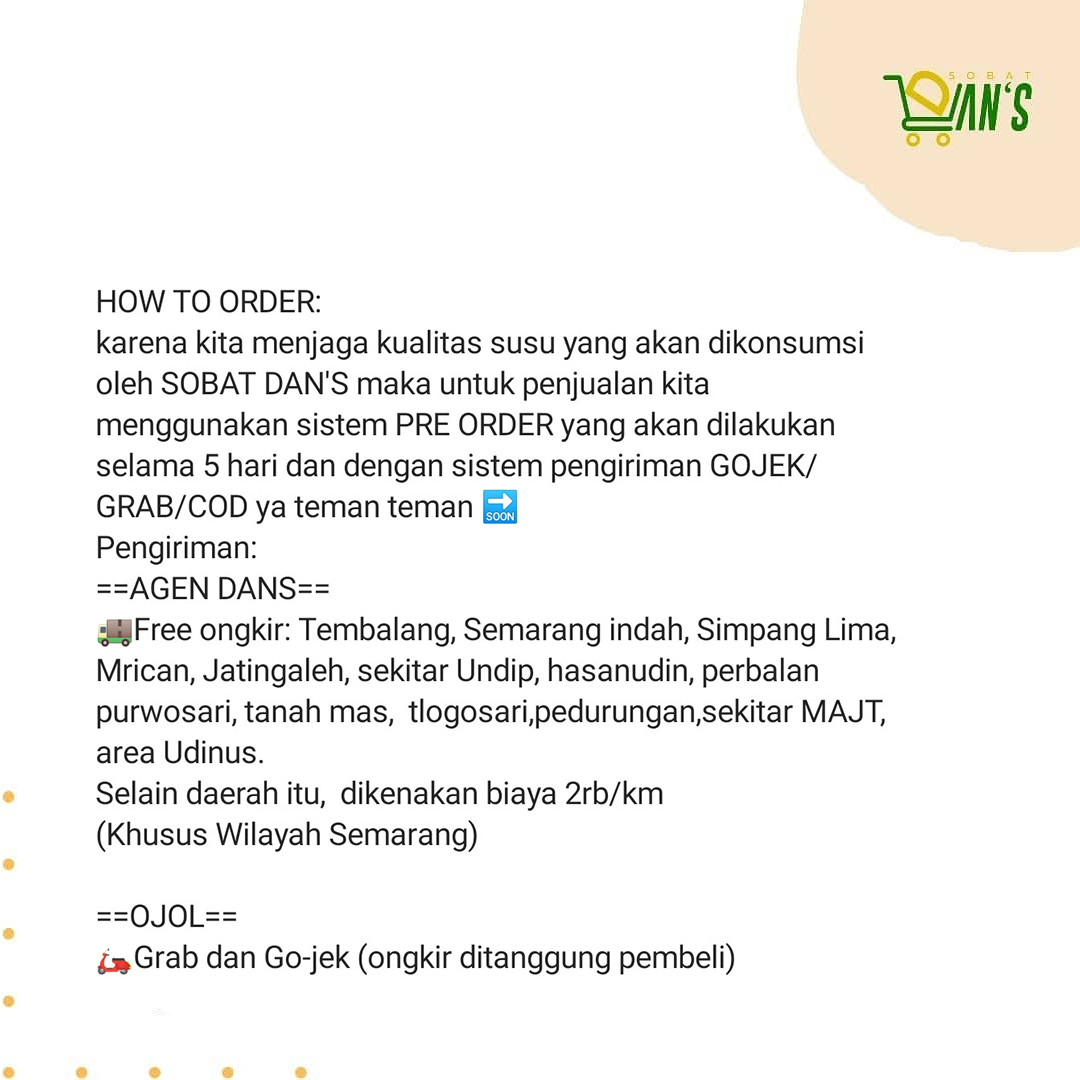 SOBAT
DAN'S
HOW TO ORDER:
karena kita menjaga kualitas susu yang akan dikonsumsi
oleh SOBAT DAN'S maka untuk penjualan kita
menggunakan sistem PRE ORDER yang akan dilakukan
selama 5 hari dan dengan sistem pengiriman GOJEK/
GRAB/COD ya teman teman 🔜
Pengiriman:
==AGEN DANS==
🚚Free ongkir: Tembalang, Semarang indah, Simpang Lima,
Mrican, Jatingaleh, sekitar Undip, hasanudin, perbalan
purwosari, tanah mas,  tlogosari,pedurungan,sekitar MAJT,
area Udinus.
Selain daerah itu,  dikenakan biaya 2rb/km
(Khusus Wilayah Semarang)
==OJOL==
🛵Grab dan Go-jek (ongkir ditanggung pembeli)